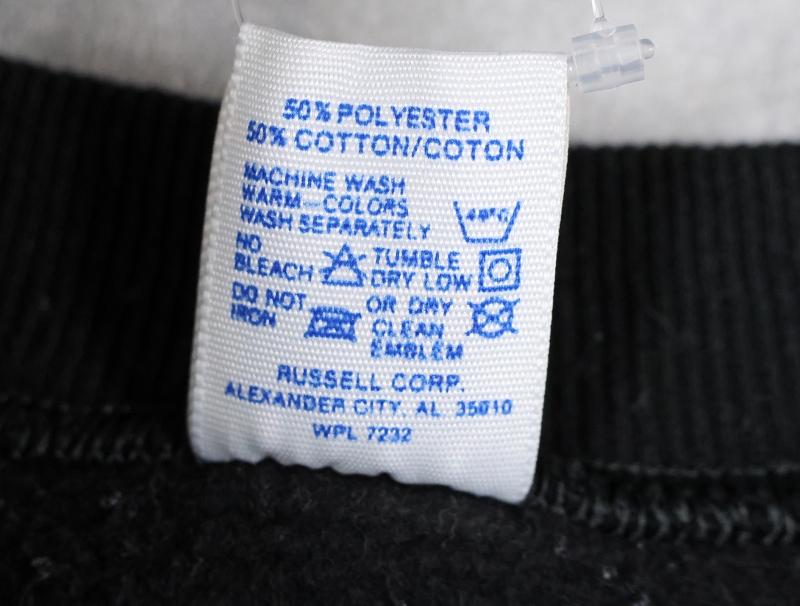 50% POLYESTER
50% COTTON/COTON
MACHINE WASH
WARM-COLORS
WASH SEPARATELY
40°C
NO
BLEACH
TUMBLE
DRY LOW
DO NOT
IRON
OR DRY
CLEAN
EMBLEM
RUSSELL CORP.
ALEXANDER CITY, AL 35010
WPL 7232